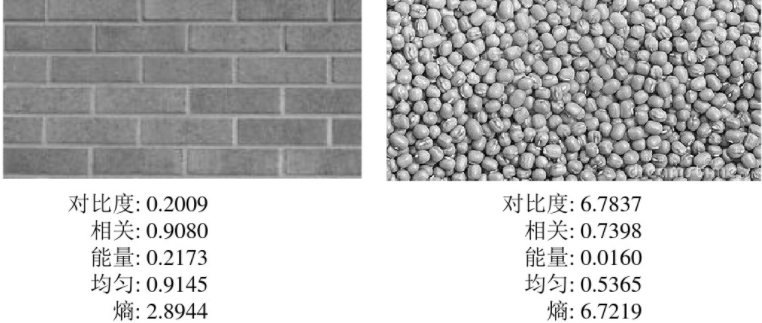 对比度: 0.2009
相关: 0.9080
能量: 0.2173
均匀: 0.9145
熵: 2.8944
对比度: 6.7837
相关: 0.7398
能量: 0.0160
均匀: 0.5365
熵: 6.7219